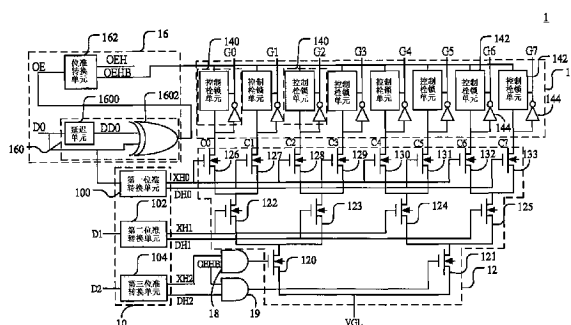 1
162
16
位准转换单元
OE
OEH
OEHB
1600
1602
D0
延迟单元
DD0
160
140
G0
G1
140
G2
G3
G4
G5
142
G6
G7
142
控制栓锁单元
控制栓锁单元
控制栓锁单元
控制栓锁单元
控制栓锁单元
控制栓锁单元
控制栓锁单元
控制栓锁单元
144
144
C0
C2
C4
C5
C6
126
127
128
129
130
131
132
133
100
第一位准转换单元
XH0
DH0
102
D1
第二位准转换单元
XH1
DH1
122
123
124
125
104
D2
第三位准转换单元
XH2
OEHB
DH2
10
18
19
120
121
12
VGL